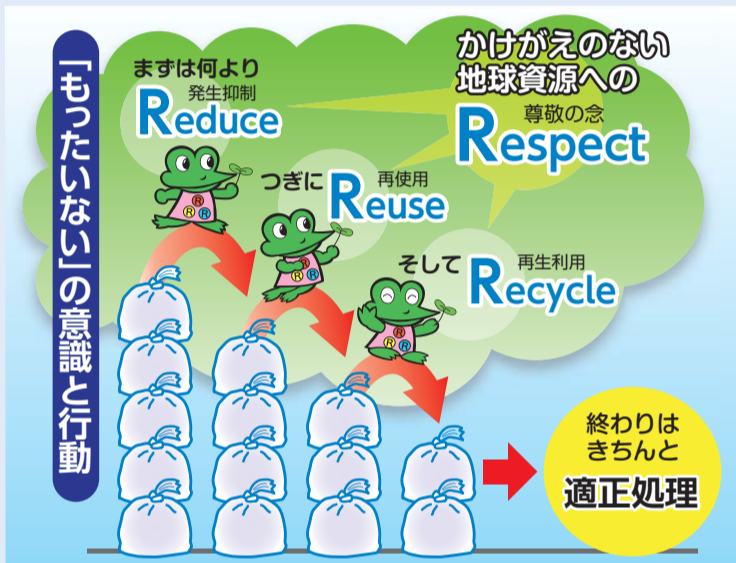 「もったいない」の意識と行動
まずは何より
発生抑制
Reduce
かけがえのない
地球資源への
尊敬の念
Respect
つぎに
再使用
Reuse
そして
再生利用
Recycle
R
R R
R
R R
R
R R
終わりは
きちんと
適正処理